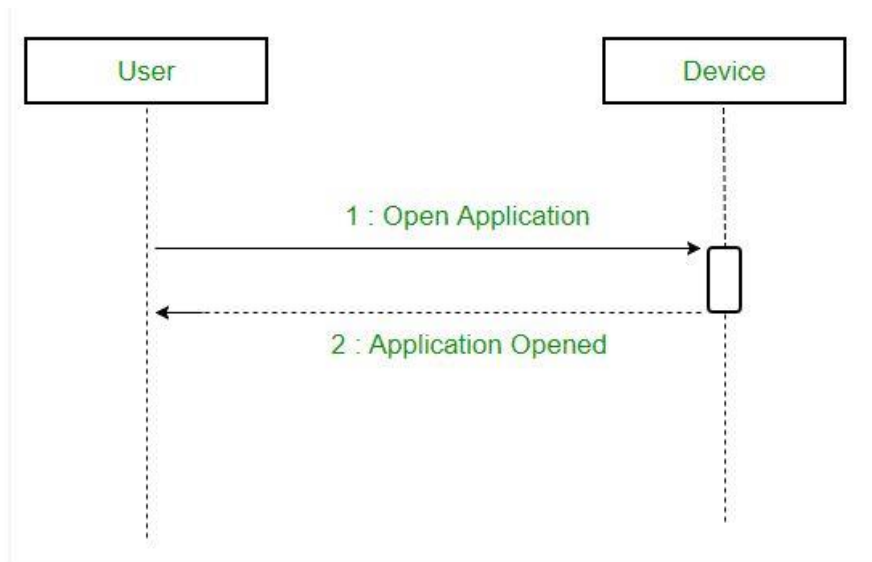 User
Device
1 : Open Application
2 : Application Opened